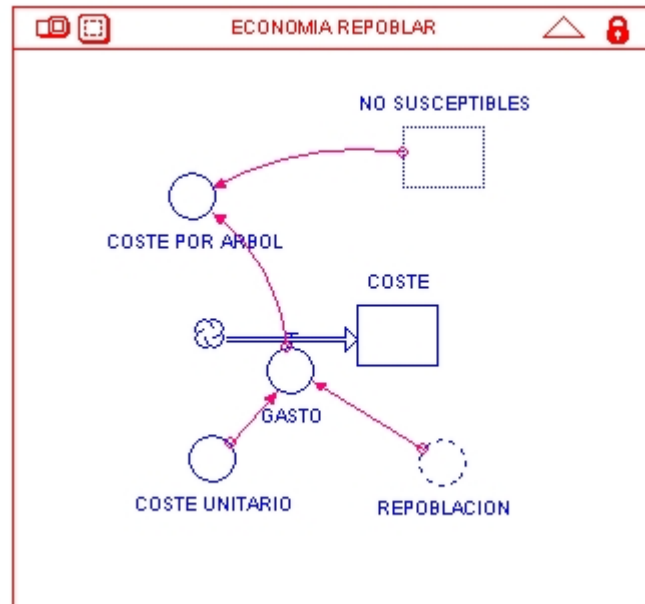 ECONOMIA REPOBLAR
NO SUSCEPTIBLES
COSTE POR ARBOL
COSTE
GASTO
COSTE UNITARIO
REPOBLACION